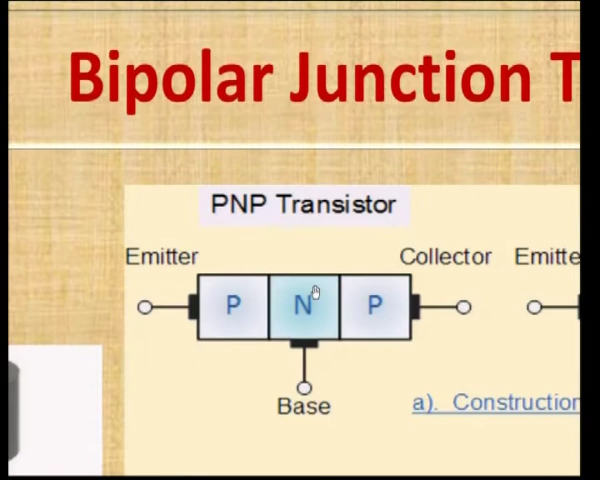 Bipolar Junction T
PNP Transistor
Emitter Collector Emitte
P N P
Base
a). Construction